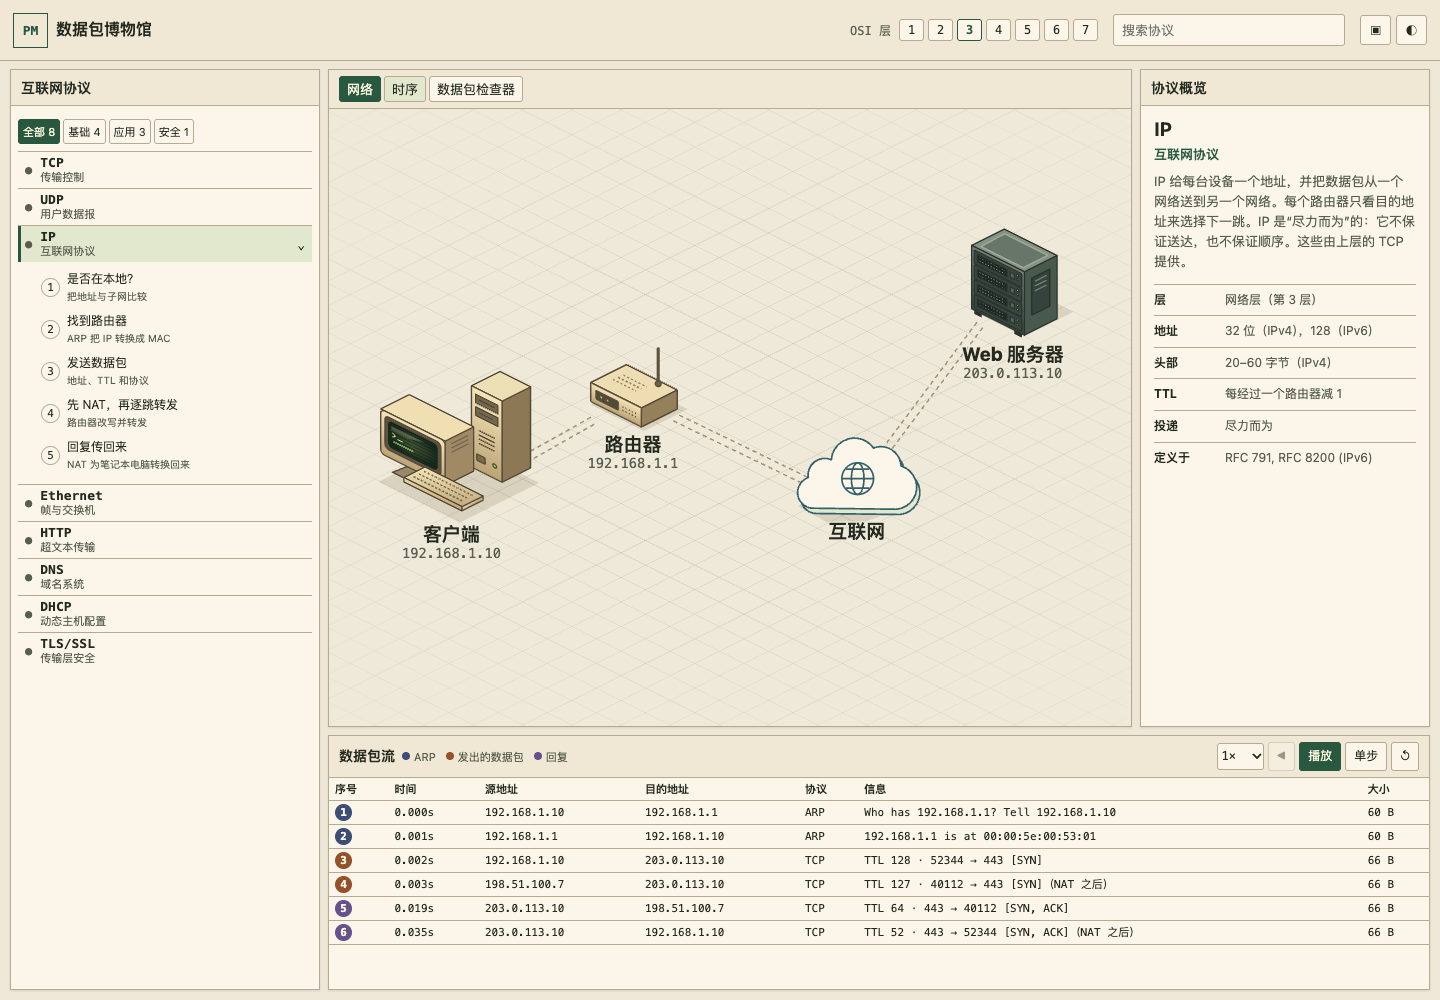 PM 数据包博物馆
OSI 层 1 2 3 4 5 6 7 搜索协议
互联网协议
全部 8 基础 4 应用 3 安全 1
TCP
传输控制
UDP
用户数据报
IP
互联网协议
1 是否在本地?
把地址与子网比较
2 找到路由器
ARP 把 IP 转换成 MAC
3 发送数据包
地址、TTL 和协议
4 先 NAT，再逐跳转发
路由器改写并转发
5 回复传回来
NAT 为笔记本电脑转换回来
Ethernet
帧与交换机
HTTP
超文本传输
DNS
域名系统
DHCP
动态主机配置
TLS/SSL
传输层安全
网络 时序 数据包检查器
Web 服务器
203.0.113.10
路由器
192.168.1.1
互联网
客户端
192.168.1.10
协议概览
IP
互联网协议
IP 给每台设备一个地址，并把数据包从一个
网络送到另一个网络。每个路由器只看目的地
址来选择下一跳。IP 是“尽力而为”的：它不保
证送达，也不保证顺序。这些由上层的 TCP
提供。
层 网络层（第 3 层）
地址 32 位（IPv4），128（IPv6）
头部 20–60 字节（IPv4）
TTL 每经过一个路由器减 1
投递 尽力而为
定义于 RFC 791, RFC 8200 (IPv6)
数据包流 ARP 发出的数据包 回复 1× 播放 单步
序号 时间 源地址 目的地址 协议 信息 大小
1 0.000s 192.168.1.10 192.168.1.1 ARP Who has 192.168.1.1? Tell 192.168.1.10 60 B
2 0.001s 192.168.1.1 192.168.1.10 ARP 192.168.1.1 is at 00:00:5e:00:53:01 60 B
3 0.002s 192.168.1.10 203.0.113.10 TCP TTL 128 · 52344 → 443 [SYN] 66 B
4 0.003s 198.51.100.7 203.0.113.10 TCP TTL 127 · 40112 → 443 [SYN]（NAT 之后） 66 B
5 0.019s 203.0.113.10 198.51.100.7 TCP TTL 64 · 443 → 40112 [SYN, ACK] 66 B
6 0.035s 203.0.113.10 192.168.1.10 TCP TTL 52 · 443 → 52344 [SYN, ACK]（NAT 之后） 66 B